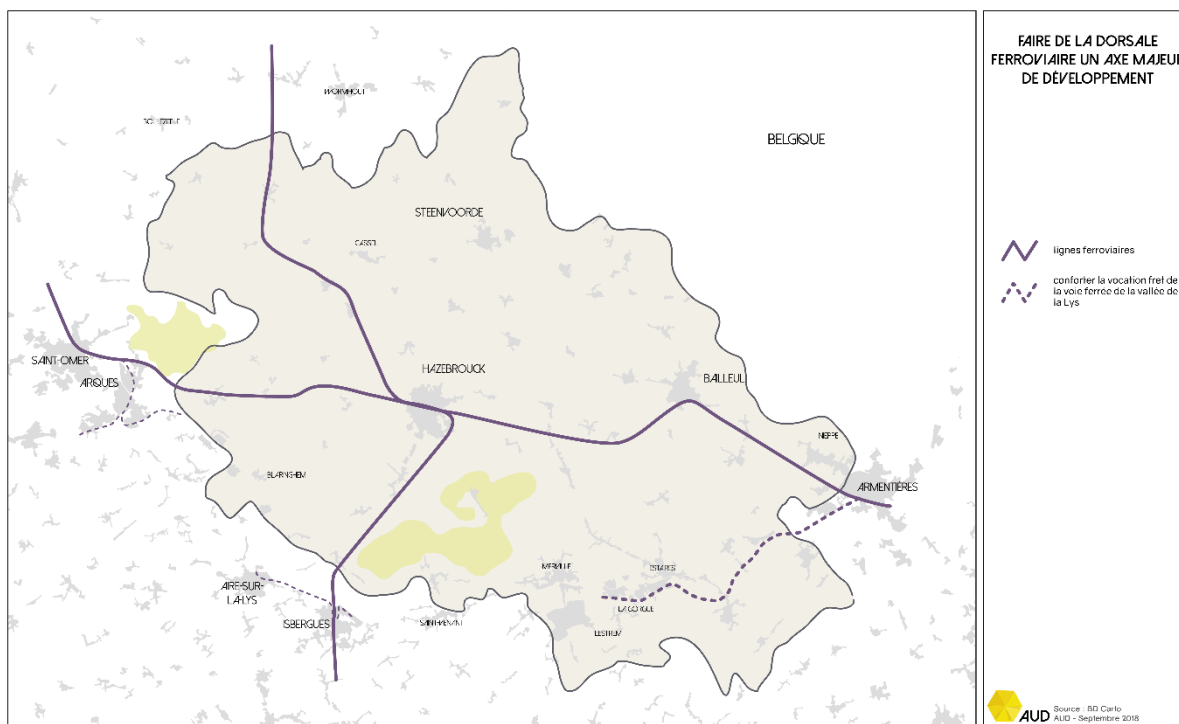 WORMHOUT
BELGIQUE
STEENVOORDE
CASSEL
SAINT-OMER
ARQUES
HAZEBROUCK
BAILLEUL
NIEPPE
BLARINGHEM
ARMENTIÈRES
MERVILLE
ESTAIRES
AIRE-SUR-
LA-LYS
LA GORGUE
ISBERGUES
SAINT-VENANT
LESTREM
FAIRE DE LA DORSALE
FERROVIAIRE UN AXE MAJEUR
DE DÉVELOPPEMENT
lignes ferroviaires
conforter la vocation fret de
la voie ferrée de la vallée de
la Lys
AUD
Source : BD Carto
AUD - Septembre 2018